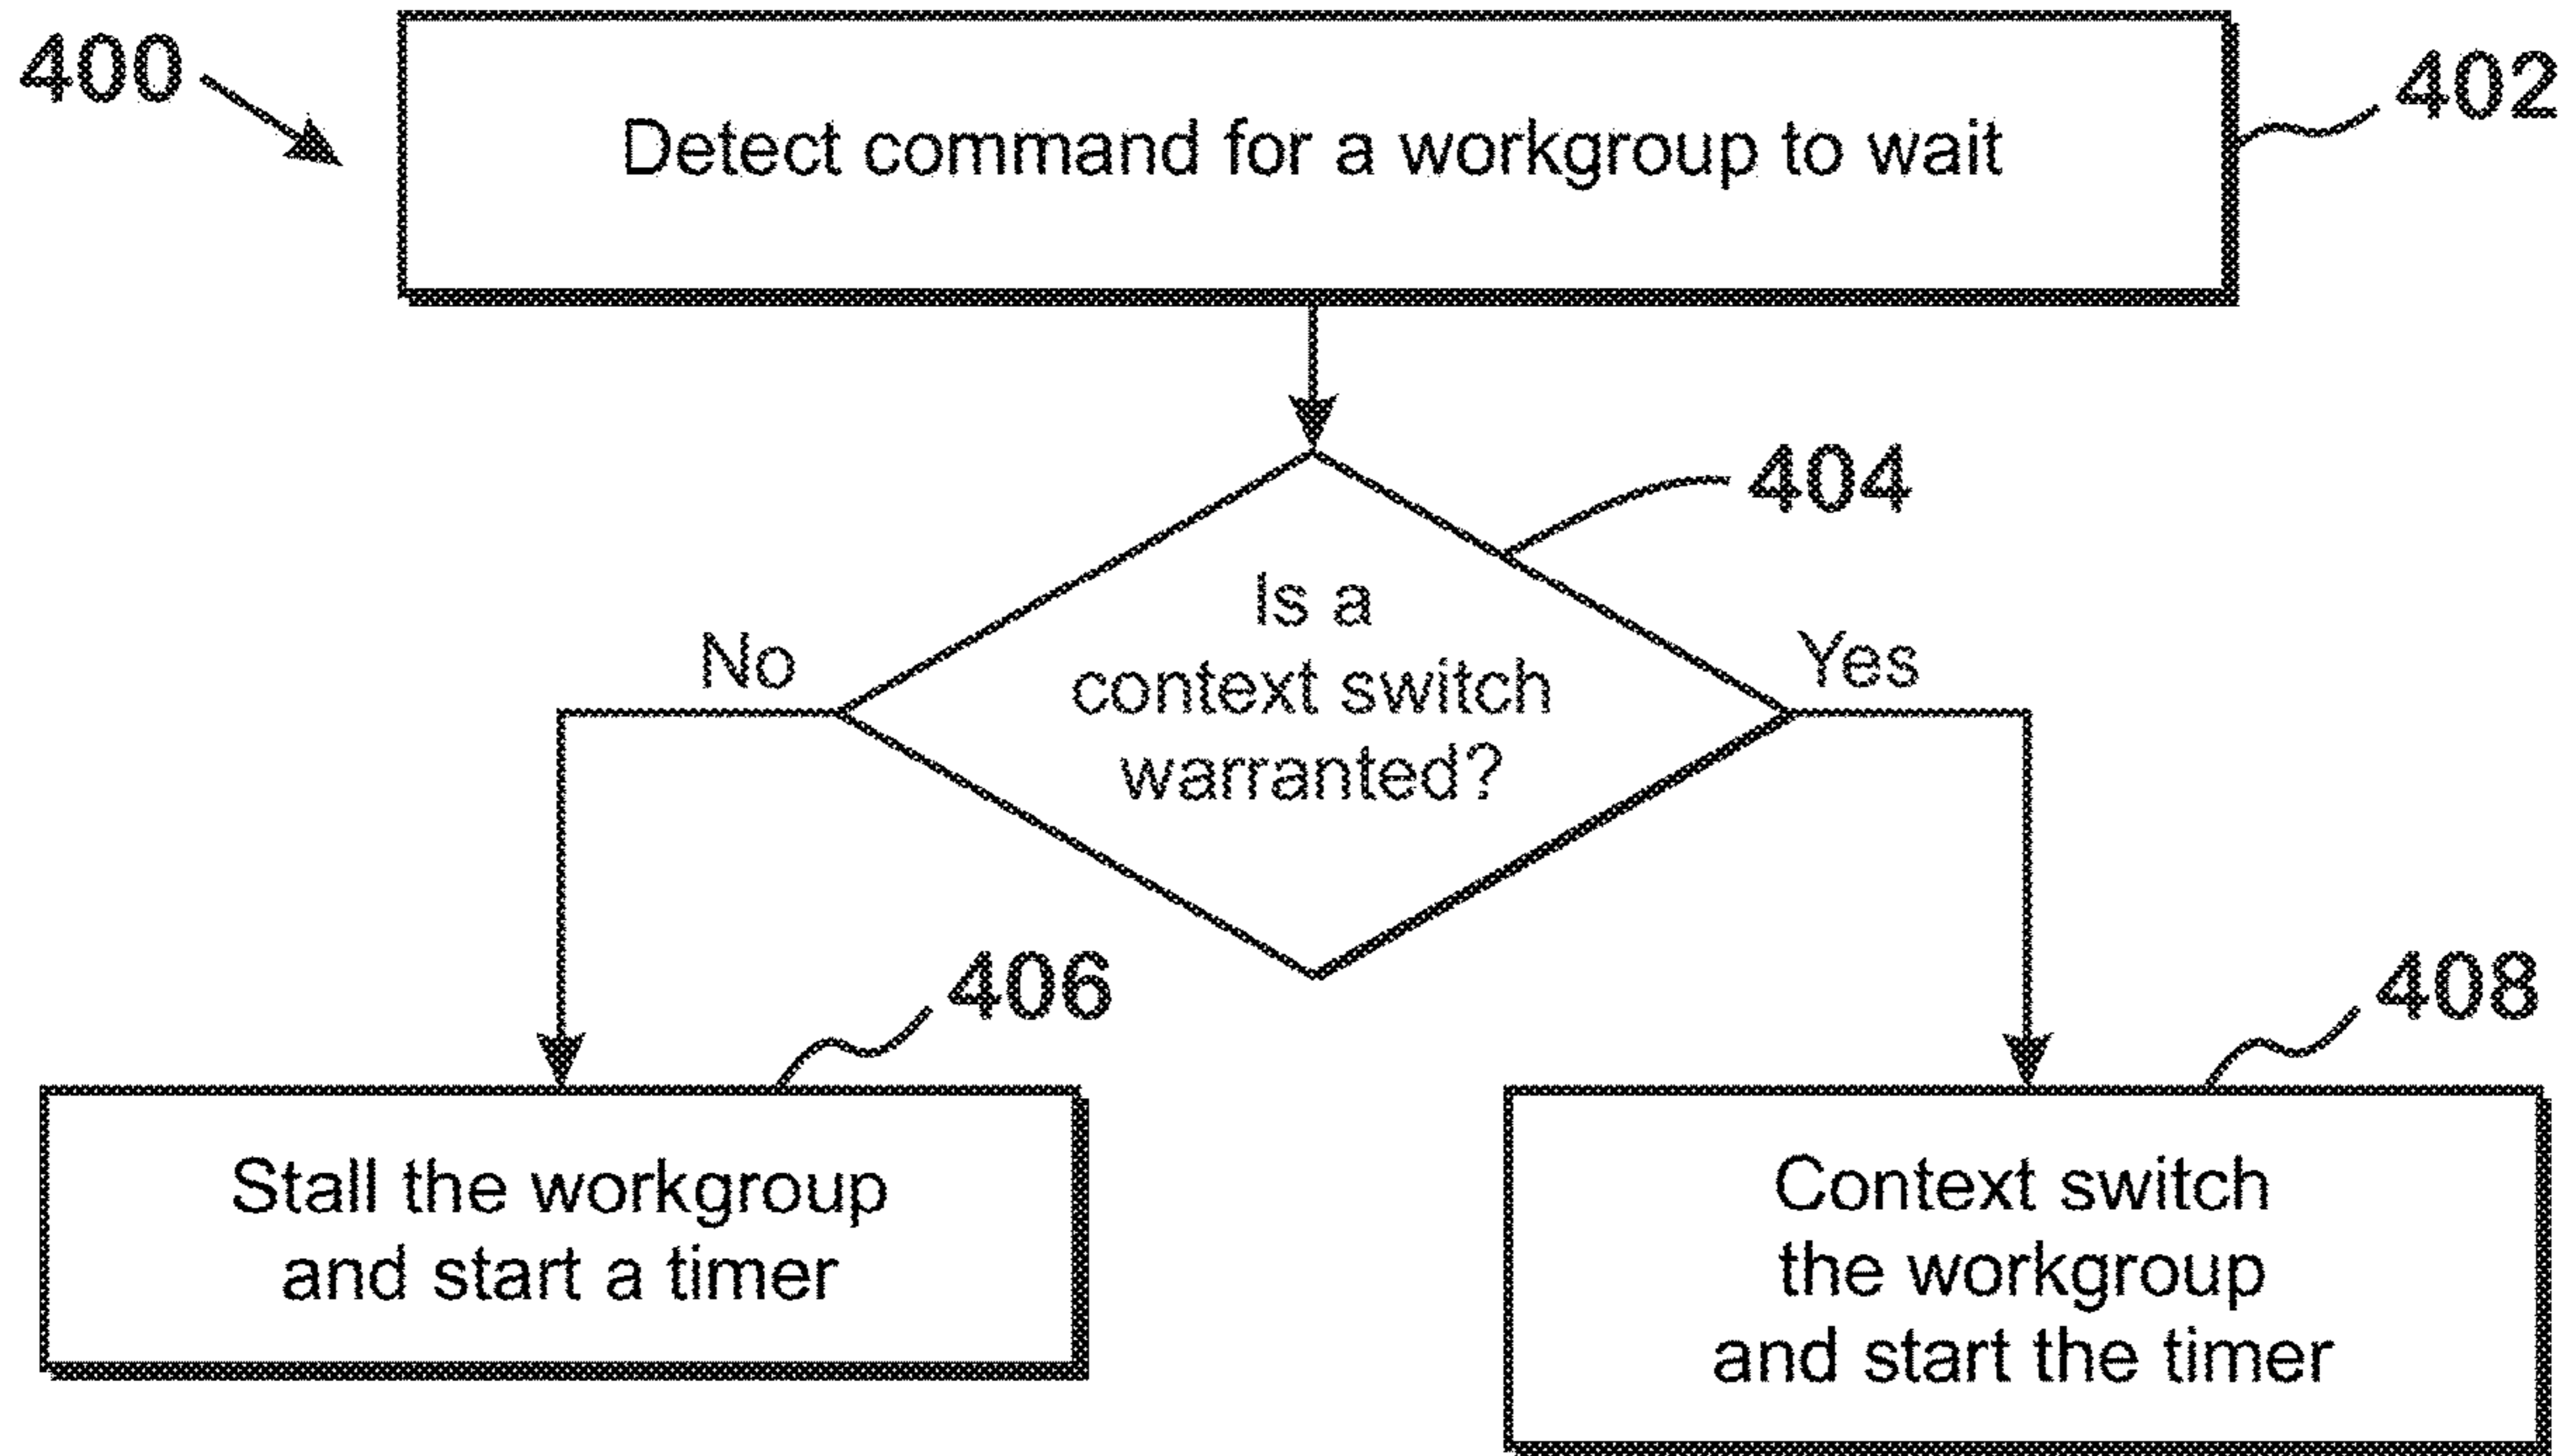 400
402
Detect command for a workgroup to wait
404
Is a
context switch
warranted?
No
Yes
406
408
Stall the workgroup
and start a timer
Context switch
the workgroup
and start the timer